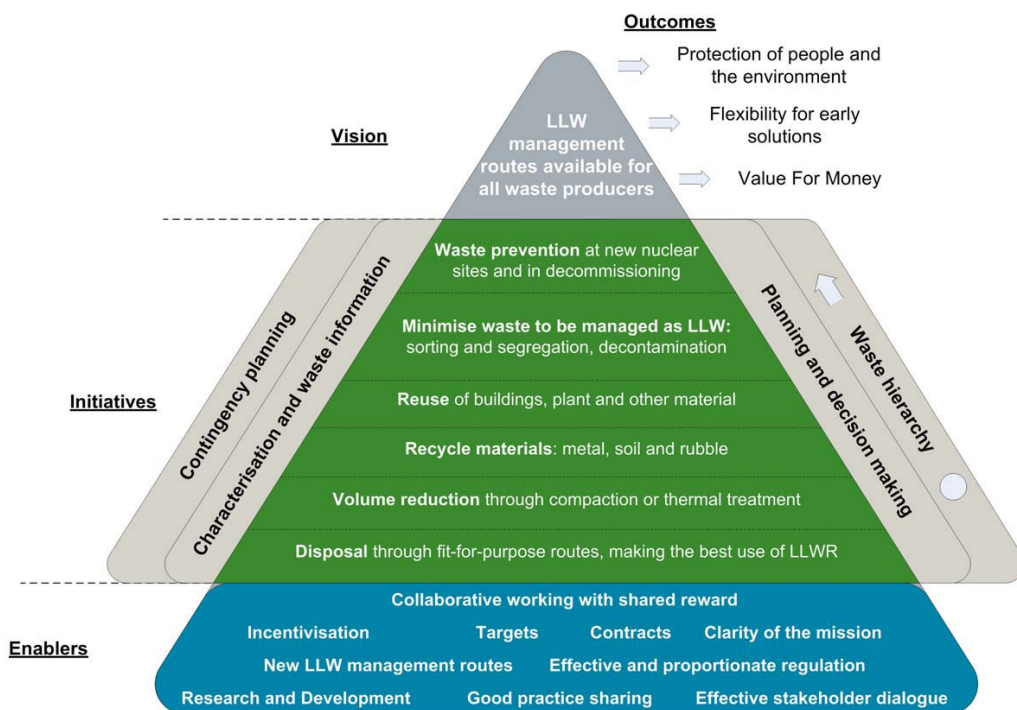 Outcomes
Protection of people and
the environment
Flexibility for early
solutions
Value For Money
Vision
LLW
management
routes available for
all waste producers
Initiatives
Contingency planning
Characterisation and waste information
Waste prevention at new nuclear
sites and in decommissioning
Minimise waste to be managed as LLW:
sorting and segregation, decontamination
Reuse of buildings, plant and other material
Recycle materials: metal, soil and rubble
Volume reduction through compaction or thermal treatment
Disposal through fit-for-purpose routes, making the best use of LLWR
Planning and decision making
Waste hierarchy
Enablers
Collaborative working with shared reward
Incentivisation Targets Contracts Clarity of the mission
New LLW management routes Effective and proportionate regulation
Research and Development Good practice sharing Effective stakeholder dialogue